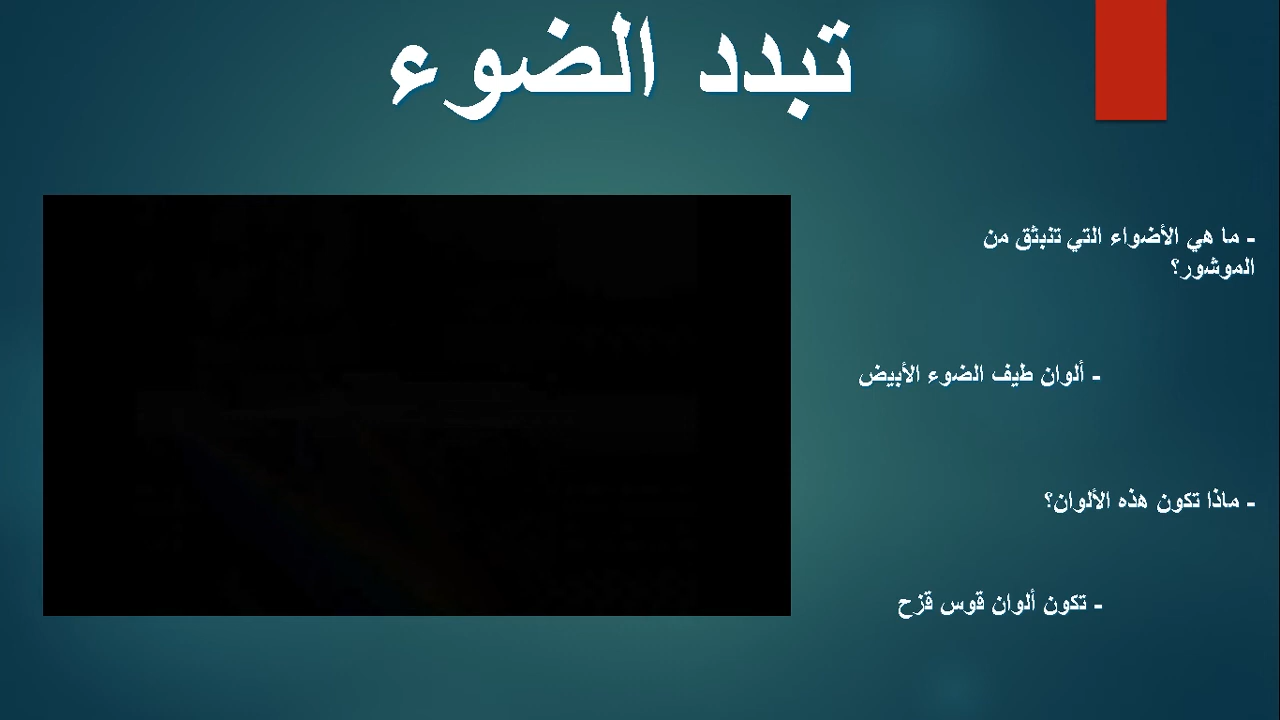 تبدد الضوء
- ما هي الأضواء التي تنبثق من
الموشور؟
- ألوان طيف الضوء الأبيض
- ماذا تكون هذه الألوان؟
- تكون ألوان قوس قزح